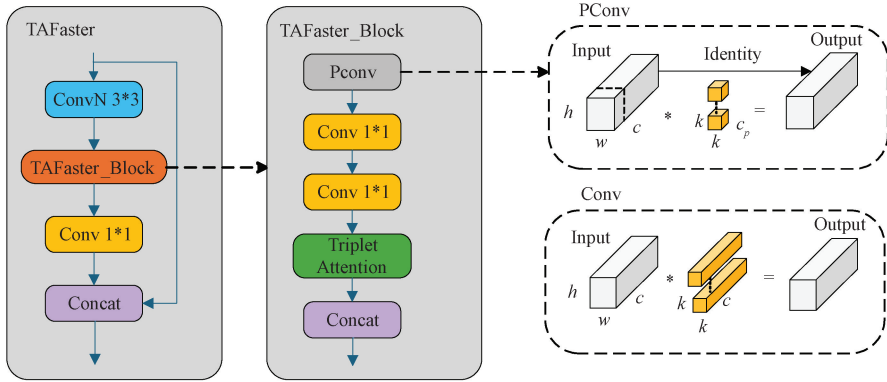 TAFaster
ConvN 3*3
TAFaster_Block
Conv 1*1
Concat
TAFaster_Block
Pconv
Conv 1*1
Conv 1*1
Triplet
Attention
Concat
PConv
Input
Identity
Output
h
w
c
*
k
k
c_p
=
Conv
Input
Output
h
w
c
*
k
k
c
=